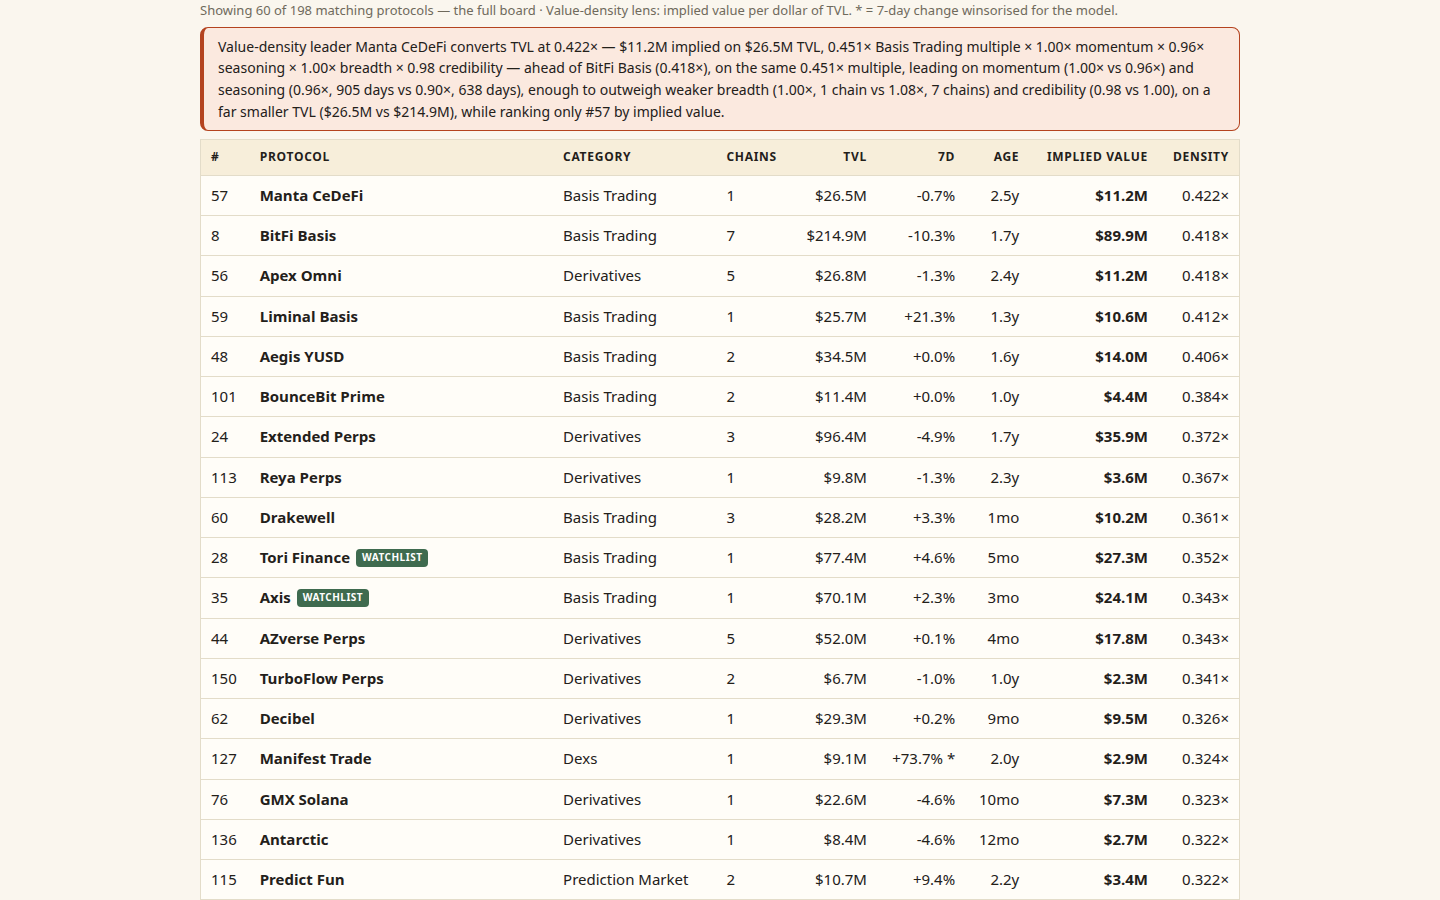 Showing 60 of 198 matching protocols — the full board · Value-density lens: implied value per dollar of TVL. * = 7-day change winsorised for the model.
Value-density leader Manta CeDeFi converts TVL at 0.422× — $11.2M implied on $26.5M TVL, 0.451× Basis Trading multiple × 1.00× momentum × 0.96×
seasoning × 1.00× breadth × 0.98 credibility — ahead of BitFi Basis (0.418×), on the same 0.451× multiple, leading on momentum (1.00× vs 0.96×) and
seasoning (0.96×, 905 days vs 0.90×, 638 days), enough to outweigh weaker breadth (1.00×, 1 chain vs 1.08×, 7 chains) and credibility (0.98 vs 1.00), on a
far smaller TVL ($26.5M vs $214.9M), while ranking only #57 by implied value.
# PROTOCOL CATEGORY CHAINS TVL 7D AGE IMPLIED VALUE DENSITY
57 Manta CeDeFi Basis Trading 1 $26.5M -0.7% 2.5y $11.2M 0.422×
8 BitFi Basis Basis Trading 7 $214.9M -10.3% 1.7y $89.9M 0.418×
56 Apex Omni Derivatives 5 $26.8M -1.3% 2.4y $11.2M 0.418×
59 Liminal Basis Basis Trading 1 $25.7M +21.3% 1.3y $10.6M 0.412×
48 Aegis YUSD Basis Trading 2 $34.5M +0.0% 1.6y $14.0M 0.406×
101 BounceBit Prime Basis Trading 2 $11.4M +0.0% 1.0y $4.4M 0.384×
24 Extended Perps Derivatives 3 $96.4M -4.9% 1.7y $35.9M 0.372×
113 Reya Perps Derivatives 1 $9.8M -1.3% 2.3y $3.6M 0.367×
60 Drakewell Basis Trading 3 $28.2M +3.3% 1mo $10.2M 0.361×
28 Tori Finance WATCHLIST Basis Trading 1 $77.4M +4.6% 5mo $27.3M 0.352×
35 Axis WATCHLIST Basis Trading 1 $70.1M +2.3% 3mo $24.1M 0.343×
44 AZverse Perps Derivatives 5 $52.0M +0.1% 4mo $17.8M 0.343×
150 TurboFlow Perps Derivatives 2 $6.7M -1.0% 1.0y $2.3M 0.341×
62 Decibel Derivatives 1 $29.3M +0.2% 9mo $9.5M 0.326×
127 Manifest Trade Dexs 1 $9.1M +73.7% * 2.0y $2.9M 0.324×
76 GMX Solana Derivatives 1 $22.6M -4.6% 10mo $7.3M 0.323×
136 Antarctic Derivatives 1 $8.4M -4.6% 12mo $2.7M 0.322×
115 Predict Fun Prediction Market 2 $10.7M +9.4% 2.2y $3.4M 0.322×